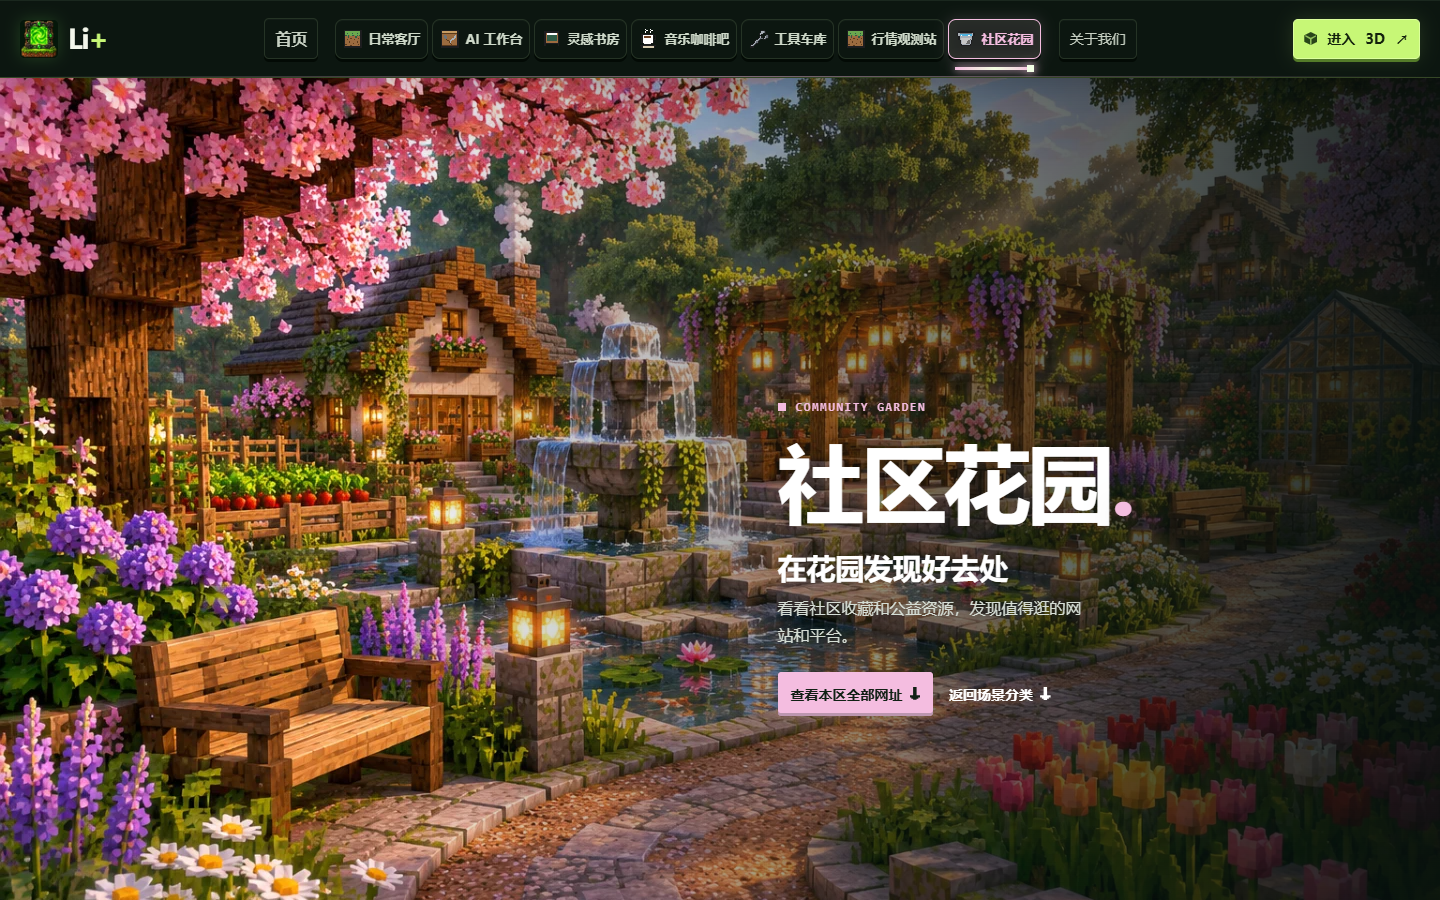 Li+
首页
日常客厅
AI 工作台
灵感书房
音乐咖啡吧
工具车库
行情观测站
社区花园
关于我们
进入 3D ↗
COMMUNITY GARDEN
社区花园.
在花园发现好去处
看看社区收藏和公益资源，发现值得逛的网
站和平台。
查看本区全部网址 ⬇
返回场景分类 ⬇